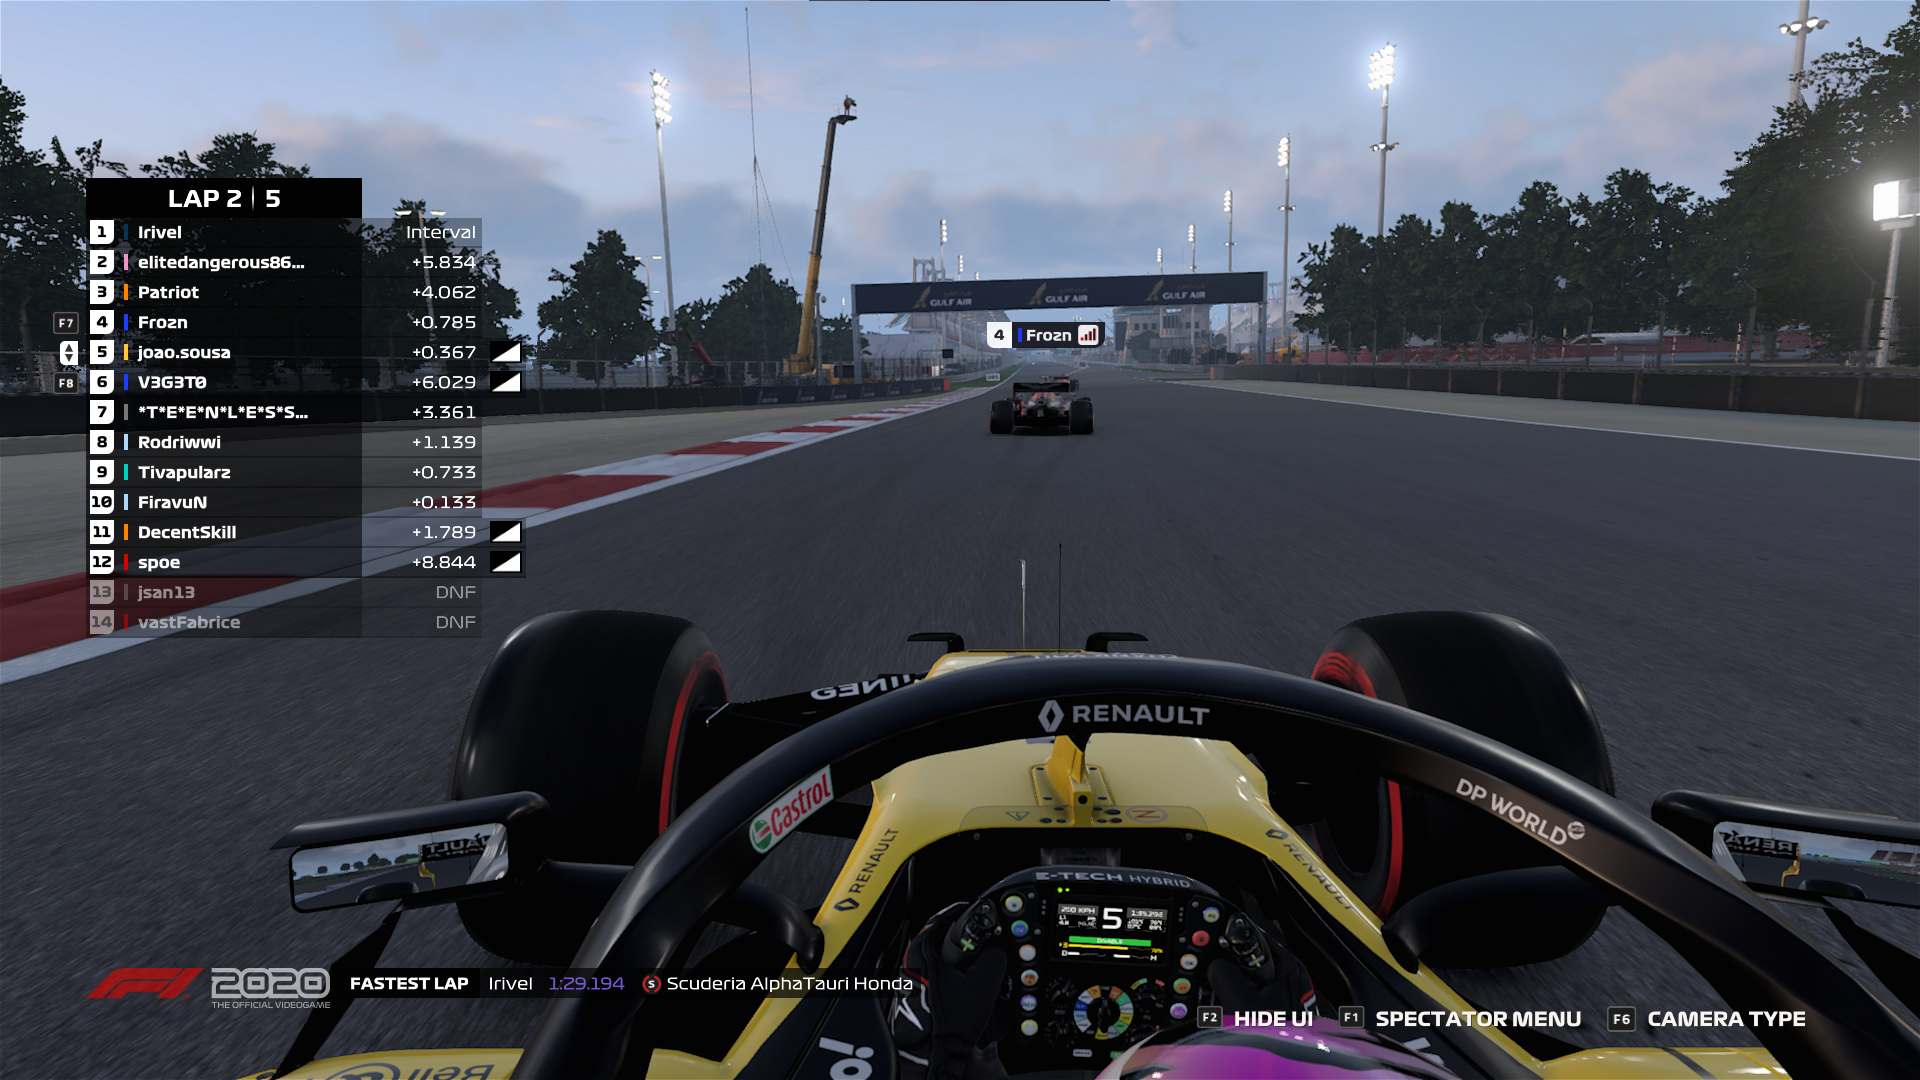 LAP 2 | 5
1 Irivel Interval
2 elitedangerous86... +5.834
3 Patriot +4.062
F7 4 Frozn +0.785
5 joao.sousa +0.367
F8 6 V3G3T0 +6.029
7 *T*E*E*N*L*E*S*S... +3.361
8 Rodriwwi +1.139
9 Tivapularz +0.733
10 FiravuN +0.133
11 DecentSkill +1.789
12 spoe +8.844
13 jsan13 DNF
14 vastFabrice DNF
GULF AIR GULF AIR GULF AIR
4 Frozn
RENAULT
Castrol
DP WORLD
RENAULT
RENAULT
E-TECH HYBRID
5
F1 2020
THE OFFICIAL VIDEOGAME
FASTEST LAP Irivel 1:29.194 S Scuderia AlphaTauri Honda
F2 HIDE UI F1 SPECTATOR MENU F6 CAMERA TYPE
Bell